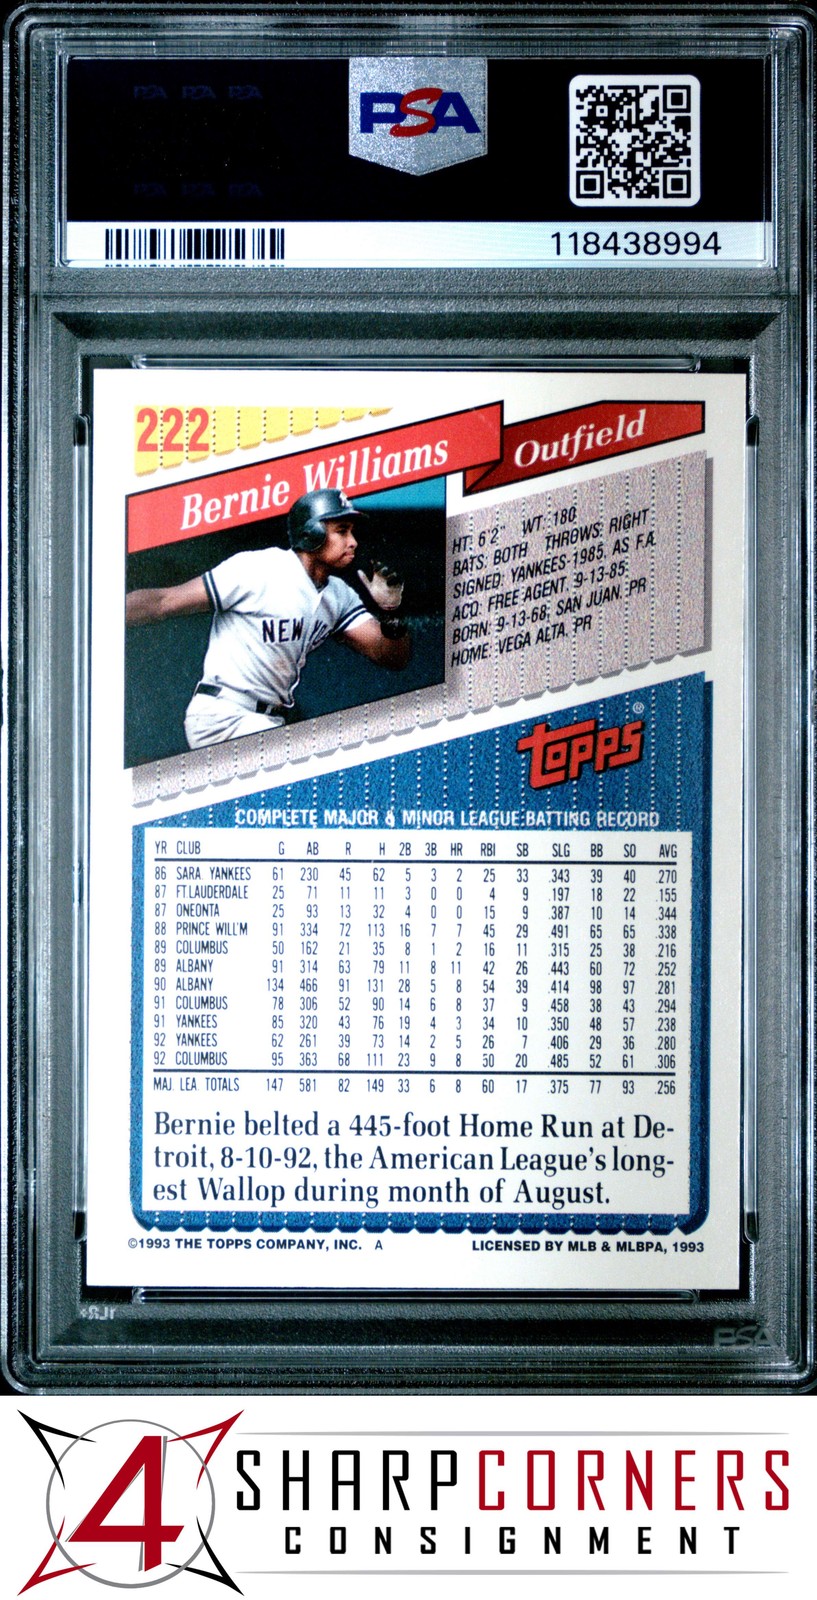 PSA PSA PSA
PSA
PSA PSA PSA
118438994
222
Bernie Williams
Outfield
HT: 6'2" WT: 180
BATS: BOTH THROWS: RIGHT
SIGNED: YANKEES-1985, AS F.A.
ACQ: FREE AGENT, 9-13-85
BORN: 9-13-68, SAN JUAN, PR
HOME: VEGA ALTA, PR
NEW
TOPPS®
COMPLETE MAJOR & MINOR LEAGUE BATTING RECORD
YR CLUB G AB R H 2B 3B HR RBI SB SLG BB SO AVG
86 SARA. YANKEES 61 230 45 62 5 3 2 25 33 .343 39 40 .270
87 FT.LAUDERDALE 25 71 11 11 3 0 0 4 9 .197 18 22 .155
87 ONEONTA 25 93 13 32 4 0 0 15 9 .387 10 14 .344
88 PRINCE WILL'M 91 334 72 113 16 7 7 45 29 .491 65 65 .338
89 COLUMBUS 50 162 21 35 8 1 2 16 11 .315 25 38 .216
89 ALBANY 91 314 63 79 11 8 11 42 26 .443 60 72 .252
90 ALBANY 134 466 91 131 28 5 8 54 39 .414 98 97 .281
91 COLUMBUS 78 306 52 90 14 6 8 37 9 .458 38 43 .294
91 YANKEES 85 320 43 76 19 4 3 34 10 .350 48 57 .238
92 YANKEES 62 261 39 73 14 2 5 26 7 .406 29 36 .280
92 COLUMBUS 95 363 68 111 23 9 8 50 20 .485 52 61 .306
MAJ. LEA. TOTALS 147 581 82 149 33 6 8 60 17 .375 77 93 .256
Bernie belted a 445-foot Home Run at De-
troit, 8-10-92, the American League's long-
est Wallop during month of August.
©1993 THE TOPPS COMPANY, INC. A LICENSED BY MLB & MLBPA, 1993
PSA
4 SHARPCORNERS
CONSIGNMENT